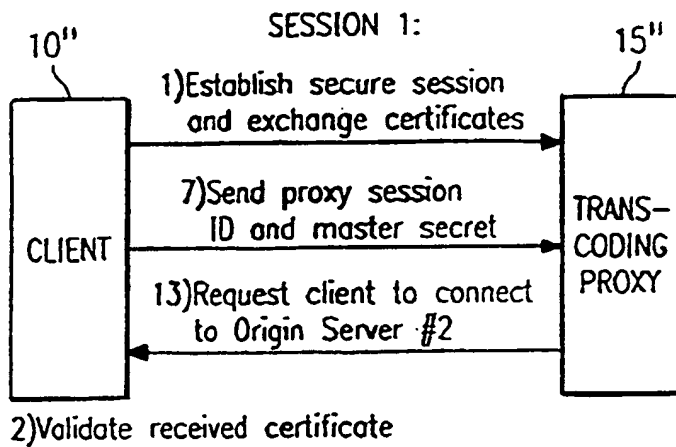 SESSION 1:
10"
15"
1)Establish secure session
and exchange certificates
7)Send proxy session
ID and master secret
CLIENT
TRANS-
CODING
PROXY
13)Request client to connect
to Origin Server #2
2)Validate received certificate